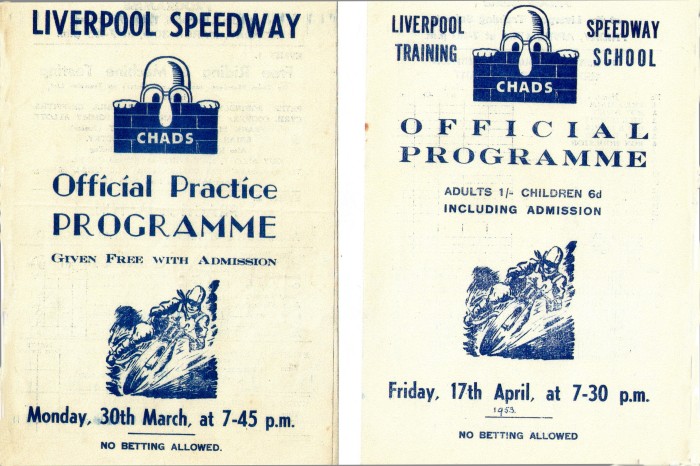 LIVERPOOL SPEEDWAY
CHADS
Official Practice
PROGRAMME
GIVEN FREE WITH ADMISSION
Monday, 30th March, at 7-45 p.m.
NO BETTING ALLOWED.
LIVERPOOL SPEEDWAY
TRAINING SCHOOL
CHADS
OFFICIAL
PROGRAMME
ADULTS 1/- CHILDREN 6d
INCLUDING ADMISSION
Friday, 17th April, at 7-30 p.m.
1953.
NO BETTING ALLOWED